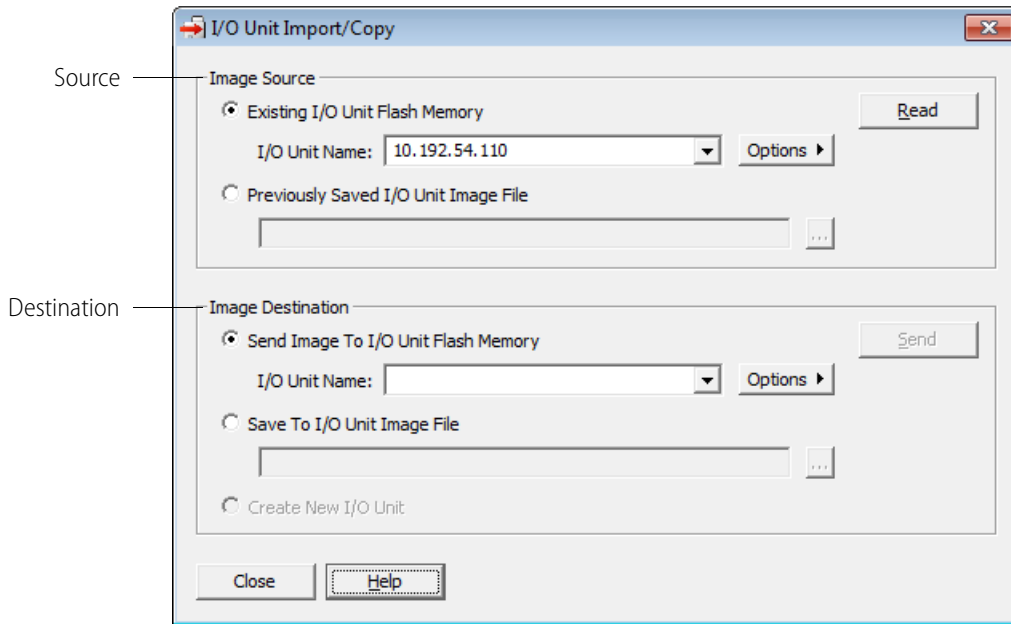 I/O Unit Import/Copy
Source
Image Source
Existing I/O Unit Flash Memory
Read
I/O Unit Name: 10.192.54.110 Options
Previously Saved I/O Unit Image File
...
Destination
Image Destination
Send Image To I/O Unit Flash Memory
Send
I/O Unit Name: Options
Save To I/O Unit Image File
...
Create New I/O Unit
Close Help